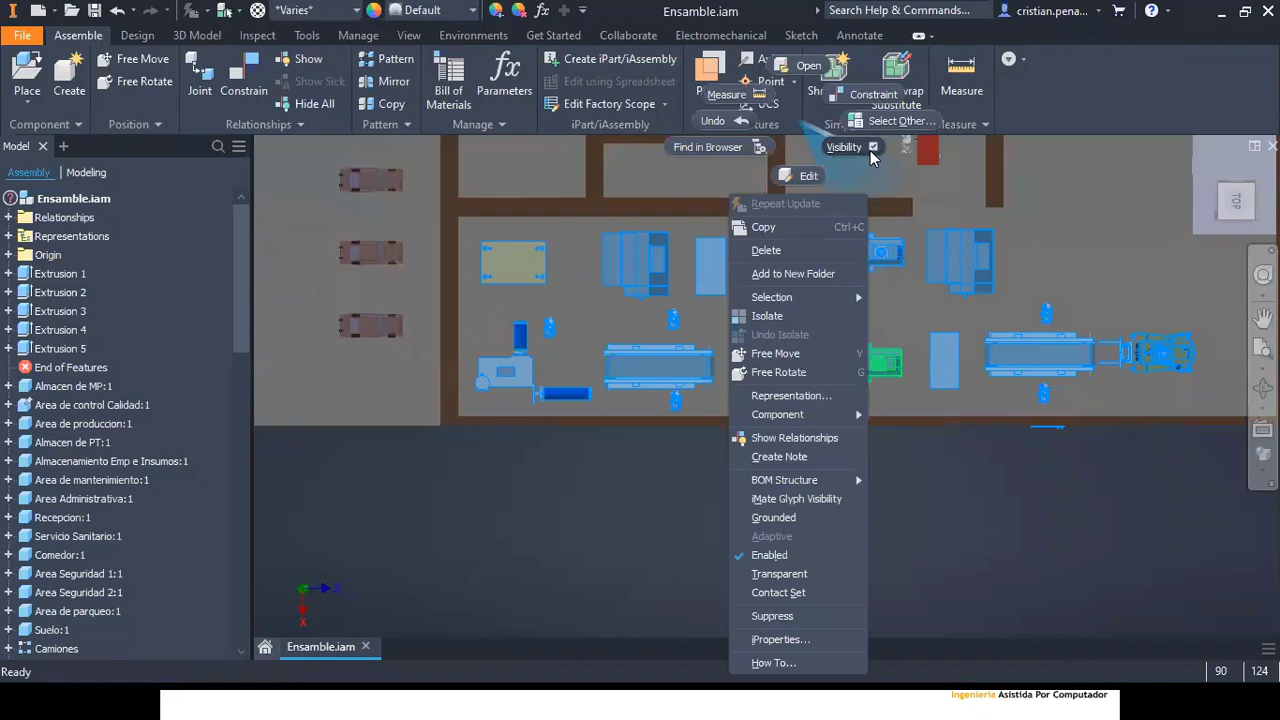 *Varies*
Default
Ensamble.iam
Search Help & Commands...
cristian.pena...
File
Assemble
Design
3D Model
Inspect
Tools
Manage
View
Environments
Get Started
Collaborate
Electromechanical
Sketch
Annotate
Place
Create
Free Move
Free Rotate
Joint
Constrain
Show
Show Sick
Hide All
Pattern
Mirror
Copy
Bill of
Materials
Parameters
Create iPart/iAssembly
Edit using Spreadsheet
Edit Factory Scope
Point
UCS
Substitute
Measure
Component
Position
Relationships
Pattern
Manage
iPart/iAssembly
Measure
Open
Measure
Constraint
Undo
Select Other...
Find in Browser
Visibility
Edit
Model
Assembly
Modeling
Ensamble.iam
Relationships
Representations
Origin
Extrusion 1
Extrusion 2
Extrusion 3
Extrusion 4
Extrusion 5
End of Features
Almacen de MP:1
Area de control Calidad:1
Area de produccion:1
Almacen de PT:1
Almacenamiento Emp e Insumos:1
Area de mantenimiento:1
Area Administrativa:1
Recepcion:1
Servicio Sanitario:1
Comedor:1
Area Seguridad 1:1
Area Seguridad 2:1
Area de parqueo:1
Suelo:1
Camiones
Repeat Update
Copy Ctrl+C
Delete
Add to New Folder
Selection
Isolate
Undo Isolate
Free Move V
Free Rotate G
Representation...
Component
Show Relationships
Create Note
BOM Structure
iMate Glyph Visibility
Grounded
Adaptive
Enabled
Transparent
Contact Set
Suppress
iProperties...
How To...
TOP
Z
X
Ensamble.iam
Ready
90
124
Ingeniería Asistida Por Computador